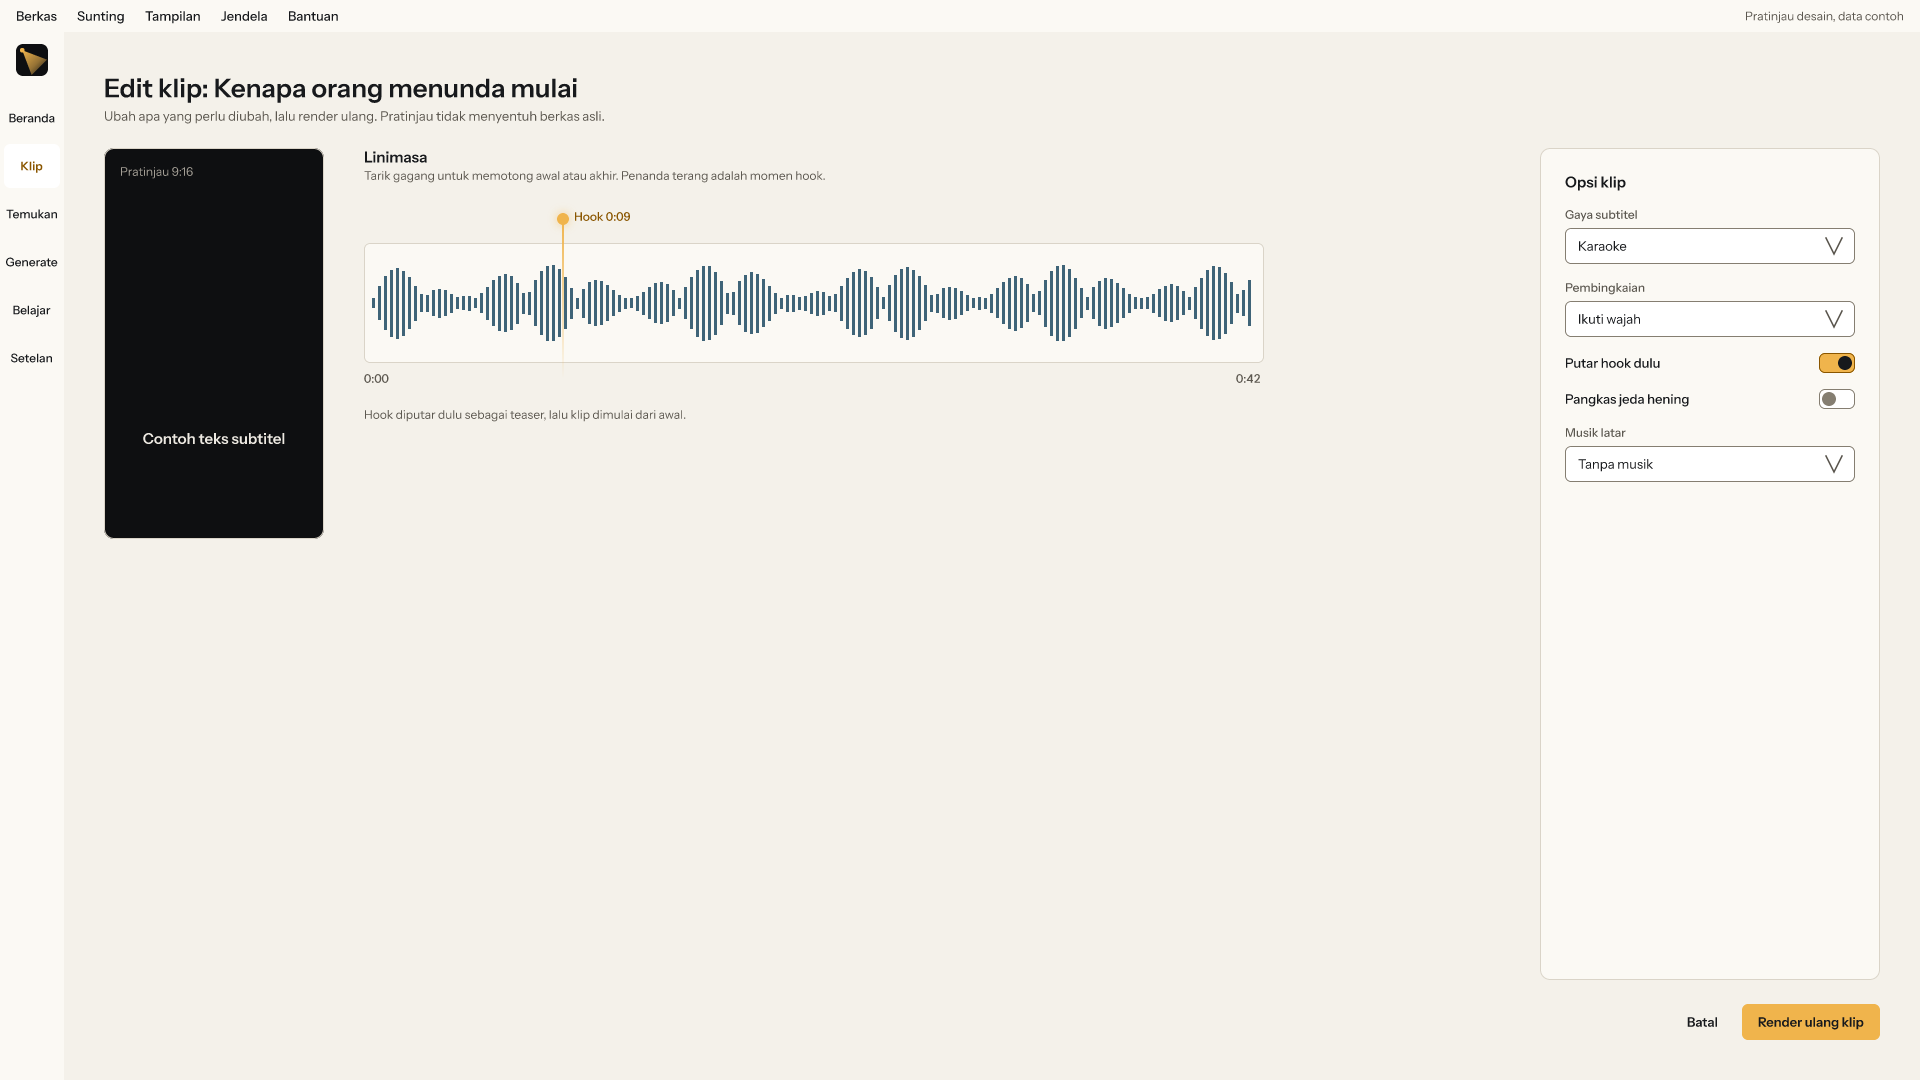 Berkas Sunting Tampilan Jendela Bantuan
Pratinjau desain, data contoh
Beranda
Klip
Temukan
Generate
Belajar
Setelan
Edit klip: Kenapa orang menunda mulai
Ubah apa yang perlu diubah, lalu render ulang. Pratinjau tidak menyentuh berkas asli.
Pratinjau 9:16
Contoh teks subtitel
Linimasa
Tarik gagang untuk memotong awal atau akhir. Penanda terang adalah momen hook.
Hook 0:09
0:00
0:42
Hook diputar dulu sebagai teaser, lalu klip dimulai dari awal.
Opsi klip
Gaya subtitel
Karaoke
Pembingkaian
Ikuti wajah
Putar hook dulu
Pangkas jeda hening
Musik latar
Tanpa musik
Batal
Render ulang klip